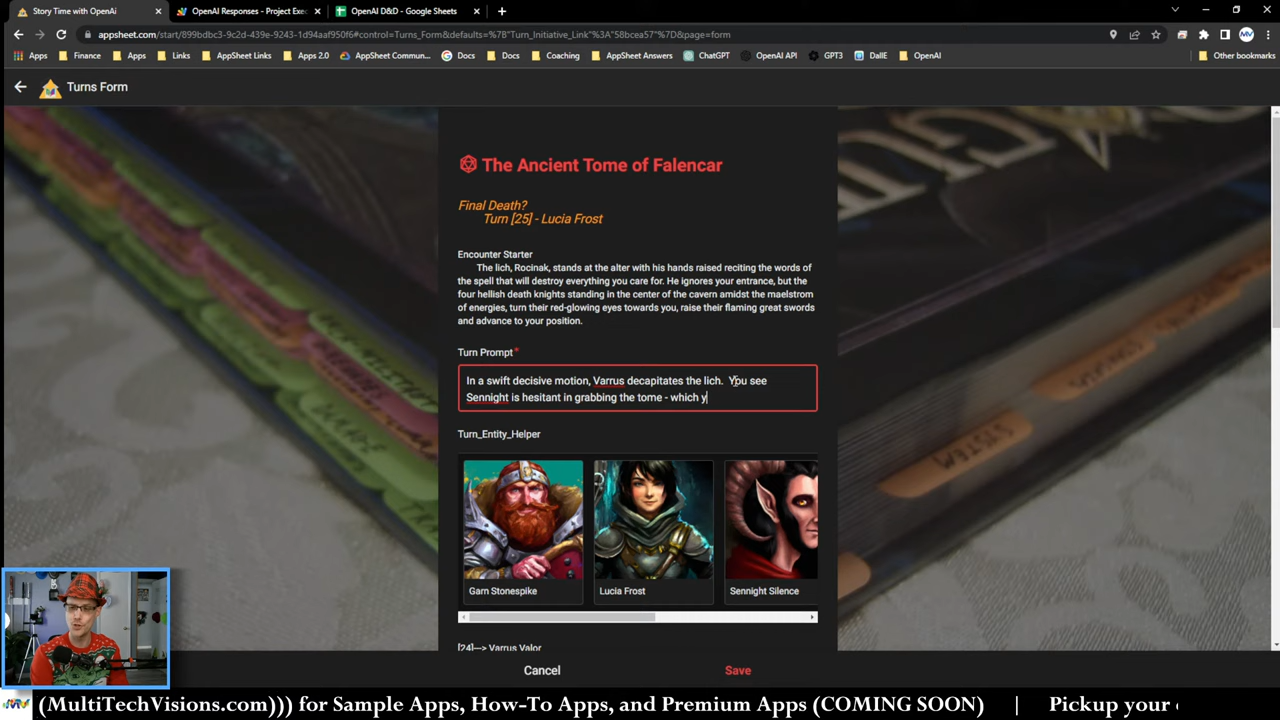 Story Time with OpenAi
OpenAI Responses - Project Exec
OpenAI D&D - Google Sheets
appsheet.com/start/899bdbc3-9c2d-439e-9243-1d94aaf950f6#control=Turns_Form&defaults=%7B"Turn_Initiative_Link"%3A"58bcea57"%7D&page=form
Apps Finance Apps Links AppSheet Links Apps 2.0 AppSheet Commun... Docs Docs Coaching AppSheet Answers ChatGPT OpenAI API GPT3 DallE OpenAI Other bookmarks
Turns Form
The Ancient Tome of Falencar
Final Death?
Turn [25] - Lucia Frost
Encounter Starter
The lich, Rocinak, stands at the alter with his hands raised reciting the words of
the spell that will destroy everything you care for. He ignores your entrance, but the
four hellish death knights standing in the center of the cavern amidst the maelstrom
of energies, turn their red-glowing eyes towards you, raise their flaming great swords
and advance to your position.
Turn Prompt*
In a swift decisive motion, Varrus decapitates the lich. You see
Sennight is hesitant in grabbing the tome - which y
Turn_Entity_Helper
Garn Stonespike
Lucia Frost
Sennight Silence
[24]---> Varrus Valor
Cancel
Save
(MultiTechVisions.com))) for Sample Apps, How-To Apps, and Premium Apps (COMING SOON) | Pickup your